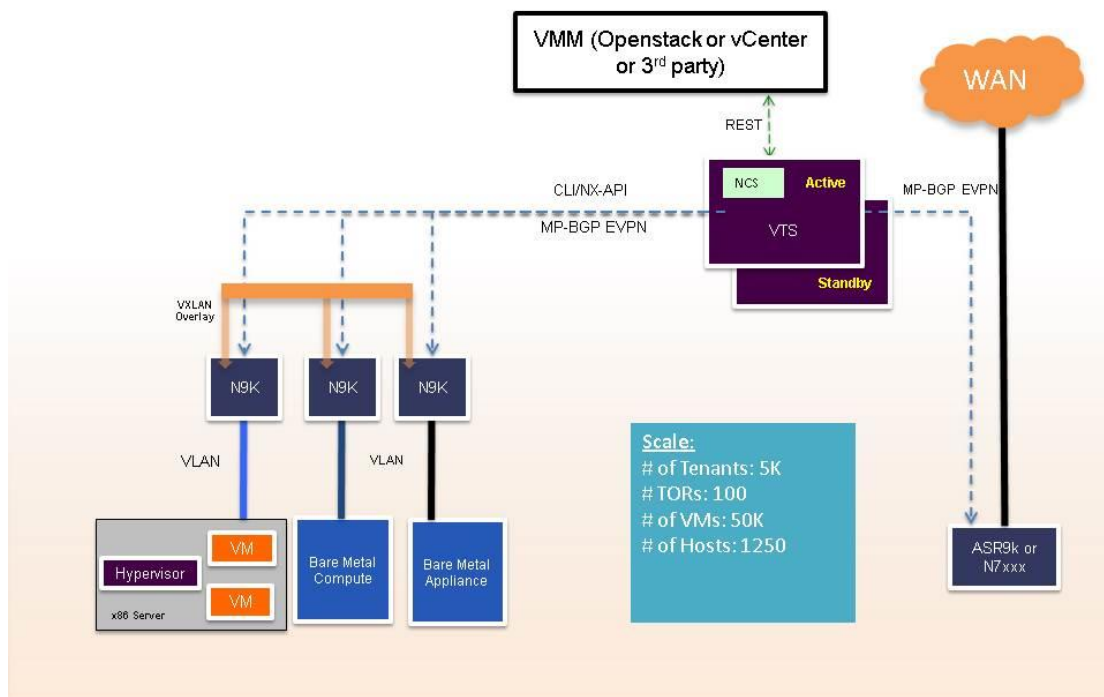 VMM (Openstack or vCenter
or 3rd party)
WAN
REST
NCS
Active
CLI/NX-API
MP-BGP EVPN
MP-BGP EVPN
VTS
Standby
VXLAN
Overlay
N9K
N9K
N9K
VLAN
VLAN
Scale:
# of Tenants: 5K
# TORs: 100
# of VMs: 50K
# of Hosts: 1250
VM
Hypervisor
VM
x86 Server
Bare Metal
Compute
Bare Metal
Appliance
ASR9k or
N7xxx